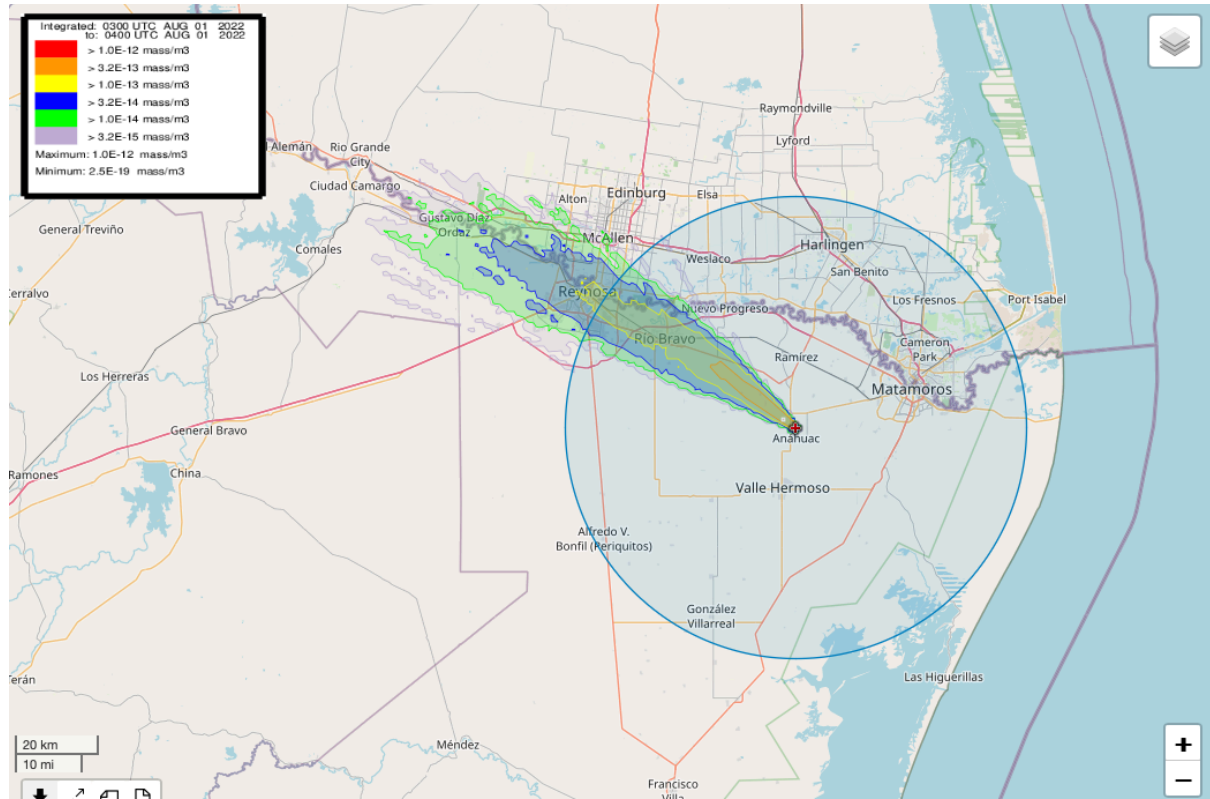 Integrated: 0300 UTC AUG 01 2022
to: 0400 UTC AUG 01 2022
> 1.0E-12 mass/m3
> 3.2E-13 mass/m3
> 1.0E-13 mass/m3
> 3.2E-14 mass/m3
> 1.0E-14 mass/m3
> 3.2E-15 mass/m3
Maximum: 1.0E-12 mass/m3
Minimum: 2.5E-19 mass/m3
Raymondville
Lyford
Alemán
Rio Grande
City
Ciudad Camargo
Alton
Edinburg
Elsa
General Treviño
Gustavo Díaz
Ordaz
McAllen
Harlingen
Comales
Weslaco
San Benito
erralvo
Reynosa
Los Fresnos
Port Isabel
Nuevo Progreso
Rio Bravo
Cameron
Park
Ramírez
Los Herreras
Matamoros
General Bravo
Anáhuac
Ramones
China
Valle Hermoso
Alfredo V.
Bonfil (Periquitos)
González
Villarreal
Las Higuerillas
erán
20 km
10 mi
Méndez
Francisco
Villa
+
−